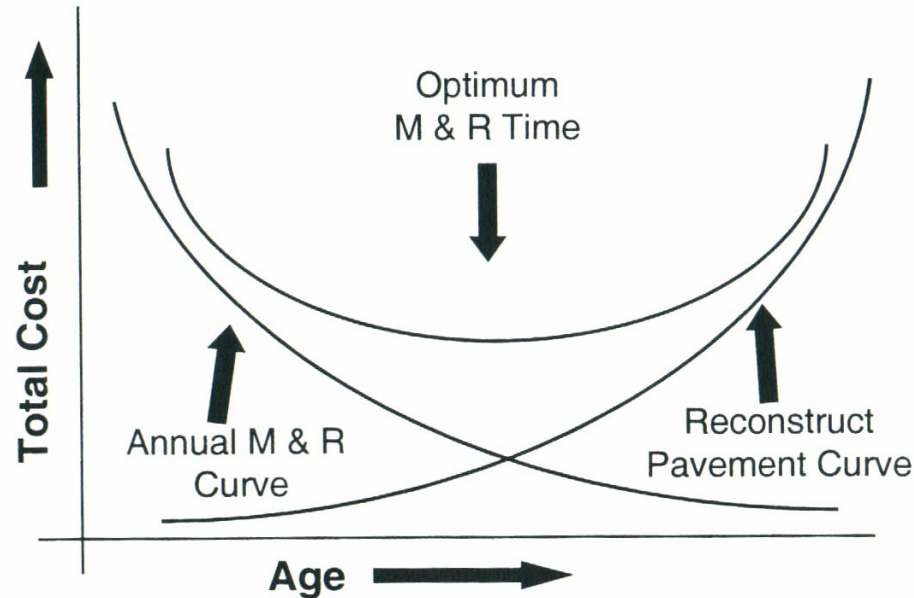 Optimum
M & R Time
Total Cost
Annual M & R
Curve
Reconstruct
Pavement Curve
Age